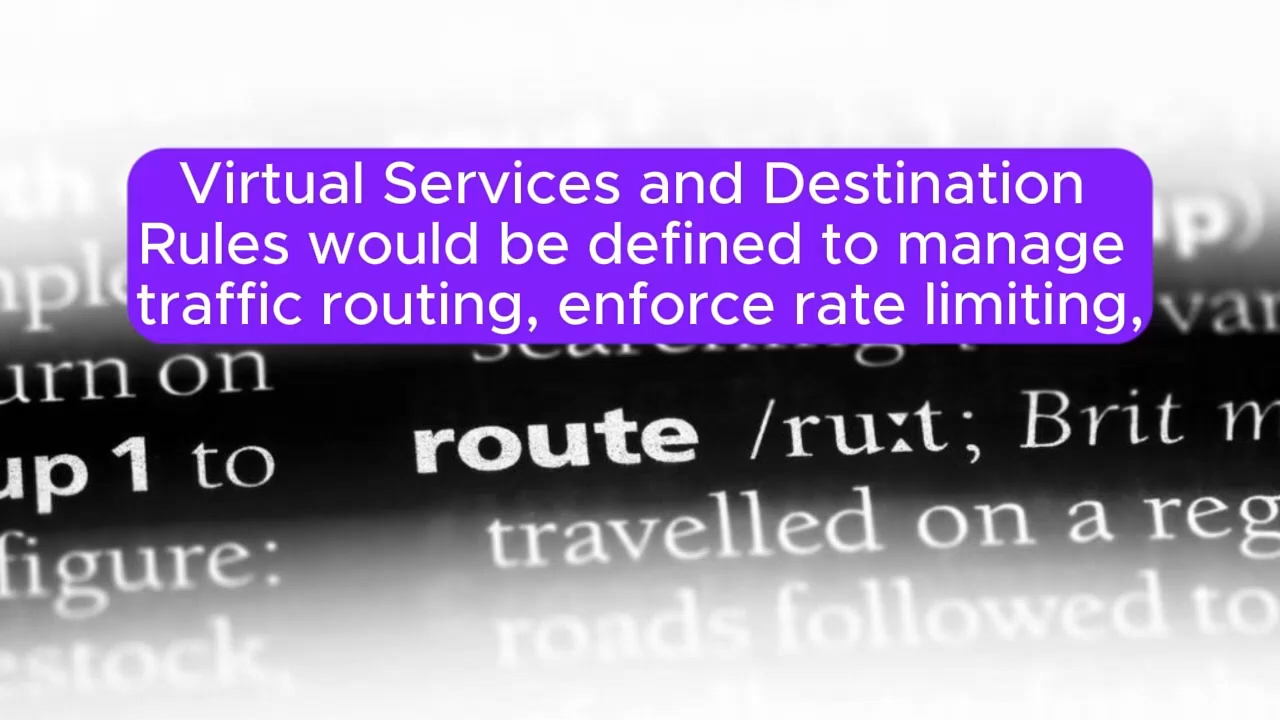 Virtual Services and Destination
Rules would be defined to manage
traffic routing, enforce rate limiting,
urn on
route /ruːt; Brit m
up 1 to
travelled on a reg
figure:
roads followed to
estock,